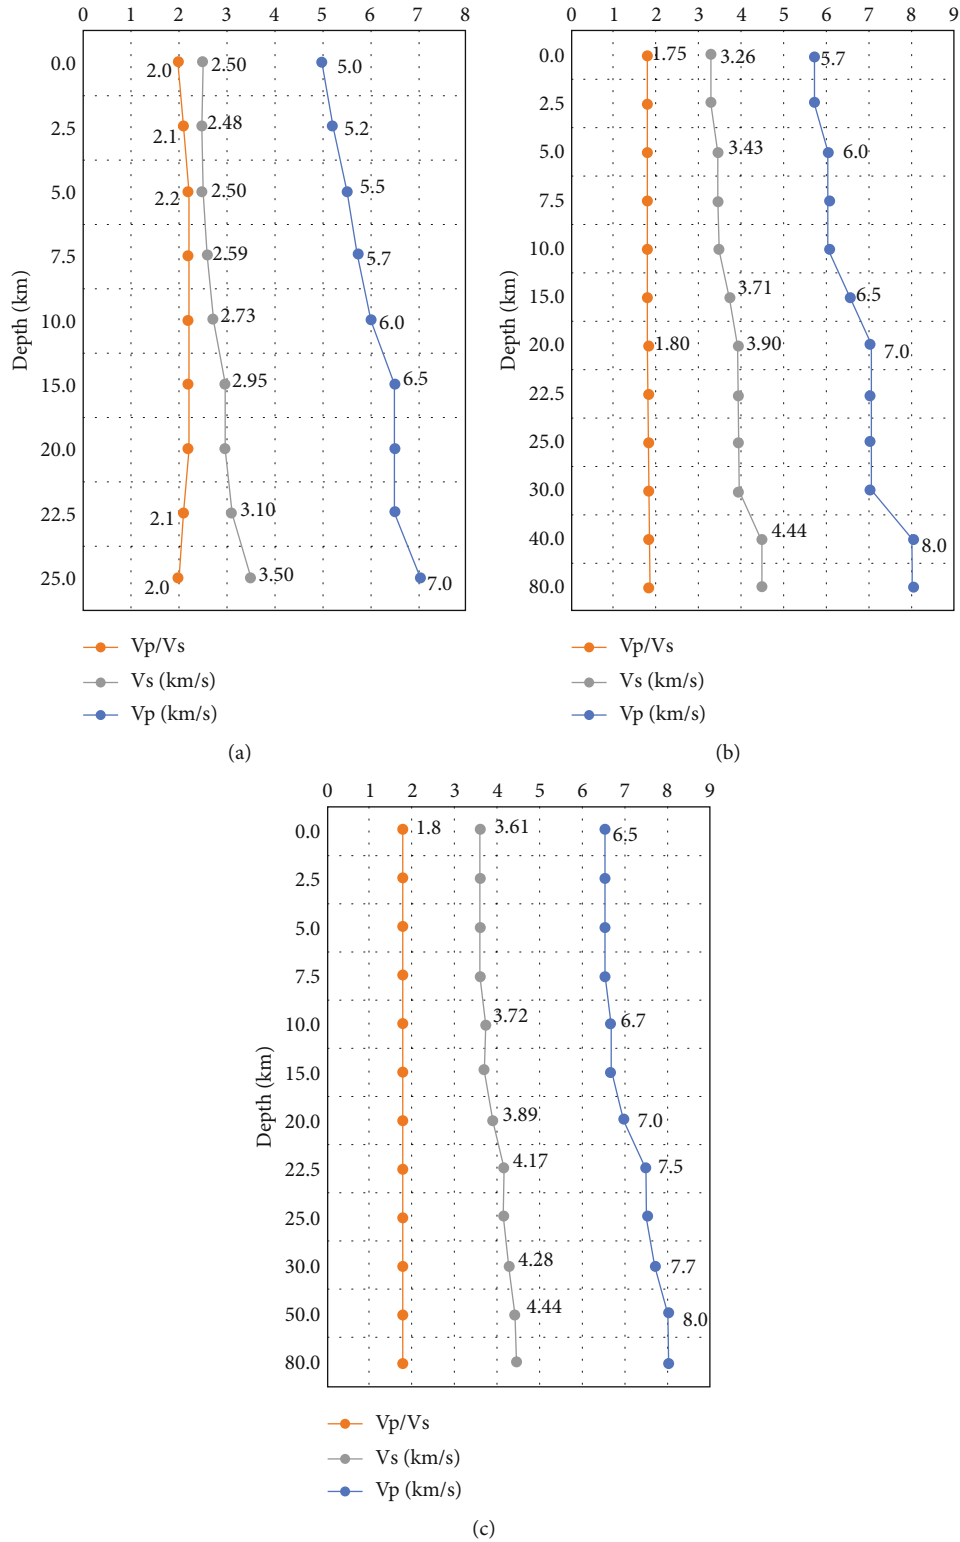 0 1 2 3 4 5 6 7 8
0.0 2.0 2.50 5.0
2.5 2.1 2.48 5.2
5.0 2.2 2.50 5.5
7.5 2.59 5.7
10.0 2.73 6.0
15.0 2.95 6.5
20.0
22.5 2.1 3.10
25.0 2.0 3.50 7.0
Depth (km)
Vp/Vs
Vs (km/s)
Vp (km/s)
(a)
0 1 2 3 4 5 6 7 8 9
0.0 1.75 3.26 5.7
2.5
5.0 3.43 6.0
7.5
10.0
15.0 3.71 6.5
20.0 1.80 3.90 7.0
22.5
25.0
30.0
40.0 4.44 8.0
80.0
Depth (km)
Vp/Vs
Vs (km/s)
Vp (km/s)
(b)
0 1 2 3 4 5 6 7 8 9
0.0 1.8 3.61 6.5
2.5
5.0
7.5
10.0 3.72 6.7
15.0
20.0 3.89 7.0
22.5 4.17 7.5
25.0
30.0 4.28 7.7
50.0 4.44 8.0
80.0
Depth (km)
Vp/Vs
Vs (km/s)
Vp (km/s)
(c)